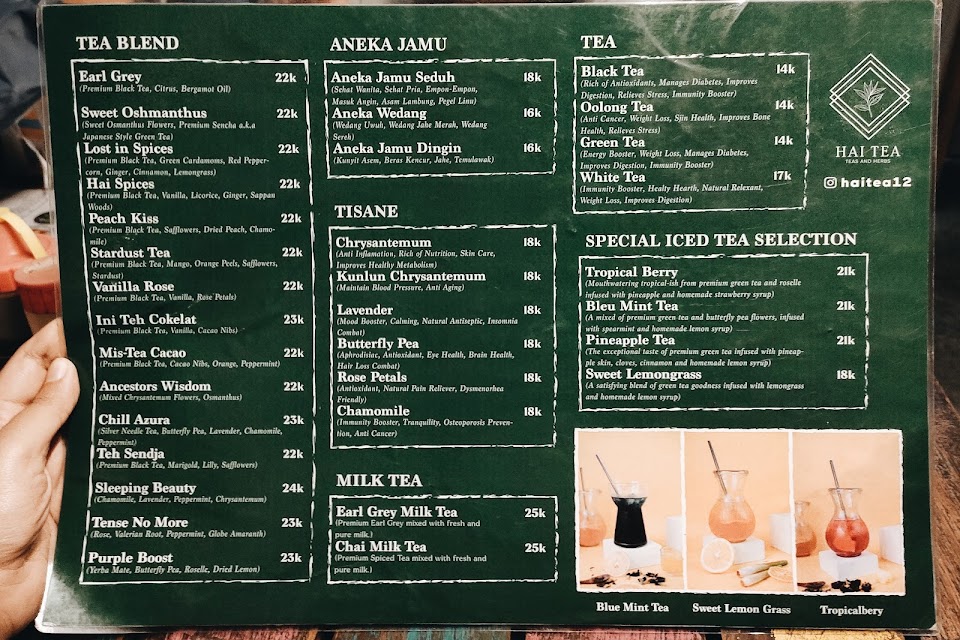 TEA BLEND
Earl Grey 22k
(Premium Black Tea, Citrus, Bergamot Oil)
Sweet Oshmanthus 22k
(Sweet Osmanthus Flowers, Premium Sencha a.k.a
Japanese Style Green Tea)
Lost in Spices 22k
(Premium Black Tea, Green Cardamoms, Red Pepper-
corn, Ginger, Cinnamon, Lemongrass)
Hai Spices 22k
(Premium Black Tea, Vanilla, Licorice, Ginger, Sappan
Woods)
Peach Kiss 22k
(Premium Black Tea, Safflowers, Dried Peach, Chamo-
mile)
Stardust Tea 22k
(Premium Black Tea, Mango, Orange Peels, Safflowers,
Stardust)
Vanilla Rose 22k
(Premium Black Tea, Vanilla, Rose Petals)
Ini Teh Cokelat 23k
(Premium Black Tea, Vanilla, Cacao Nibs)
Mis-Tea Cacao 22k
(Premium Black Tea, Cacao Nibs, Orange, Peppermint)
Ancestors Wisdom 22k
(Mixed Chrysantemum Flowers, Osmanthus)
Chill Azura 23k
(Silver Needle Tea, Butterfly Pea, Lavender, Chamomile,
Peppermint)
Teh Sendja 22k
(Premium Black Tea, Marigold, Lilly, Safflowers)
Sleeping Beauty 24k
(Chamomile, Lavender, Peppermint, Chrysantemum)
Tense No More 23k
(Rose, Valerian Root, Peppermint, Globe Amaranth)
Purple Boost 23k
(Yerba Mate, Butterfly Pea, Roselle, Dried Lemon)
ANEKA JAMU
Aneka Jamu Seduh 18k
(Sehat Wanita, Sehat Pria, Empon-Empon,
Masuk Angin, Asam Lambung, Pegel Linu)
Aneka Wedang 16k
(Wedang Uwuh, Wedang Jahe Merah, Wedang
Sereh)
Aneka Jamu Dingin 16k
(Kunyit Asem, Beras Kencur, Jahe, Temulawak)
TISANE
Chrysantemum 18k
(Anti Inflamation, Rich of Nutrition, Skin Care,
Improves Healthy Metabolism)
Kunlun Chrysantemum 18k
(Maintain Blood Pressure, Anti Aging)
Lavender 18k
(Mood Booster, Calming, Natural Antiseptic, Insomnia
Combat)
Butterfly Pea 18k
(Aphrodisiac, Antioxidant, Eye Health, Brain Health,
Hair Loss Combat)
Rose Petals 18k
(Antioxidant, Natural Pain Reliever, Dysmenorhea
Friendly)
Chamomile 18k
(Immunity Booster, Tranquility, Osteoporosis Preven-
tion, Anti Cancer)
MILK TEA
Earl Grey Milk Tea 25k
(Premium Earl Grey mixed with fresh and
pure milk.)
Chai Milk Tea 25k
(Premium Spiced Tea mixed with fresh and
pure milk.)
TEA
Black Tea 14k
(Rich of Antioxidants, Manages Diabetes, Improves
Digestion, Relieves Stress, Immunity Booster)
Oolong Tea 14k
(Anti Cancer, Weight Loss, Sjin Health, Improves Bone
Health, Relieves Stress)
Green Tea 14k
(Energy Booster, Weight Loss, Manages Diabetes,
Improves Digestion, Immunity Booster)
White Tea 17k
(Immunity Booster, Healty Hearth, Natural Relexant,
Weight Loss, Improves Digestion)
HAI TEA
TEAS AND HERBS
haitea12
SPECIAL ICED TEA SELECTION
Tropical Berry 21k
(Mouthwatering tropical-ish from premium green tea and roselle
infused with pineapple and homemade strawberry syrup)
Bleu Mint Tea 21k
(A mixed of premium green tea and butterfly pea flowers, infused
with spearmint and homemade lemon syrup)
Pineapple Tea 21k
(The exceptional taste of premium green tea infused with pineap-
ple skin, cloves, cinnamon and homemade lemon syrup)
Sweet Lemongrass 18k
(A satisfying blend of green tea goodness infused with lemongrass
and homemade lemon syrup)
Blue Mint Tea
Sweet Lemon Grass
Tropicalbery